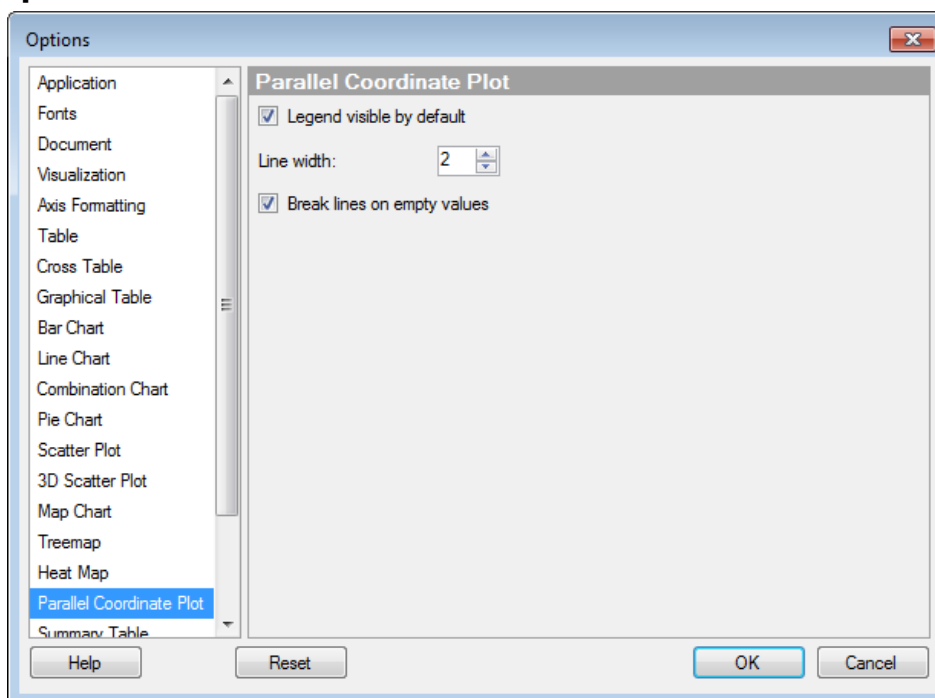 Options
Application
Fonts
Document
Visualization
Axis Formatting
Table
Cross Table
Graphical Table
Bar Chart
Line Chart
Combination Chart
Pie Chart
Scatter Plot
3D Scatter Plot
Map Chart
Treemap
Heat Map
Parallel Coordinate Plot
Summary Table
Parallel Coordinate Plot
Legend visible by default
Line width: 2
Break lines on empty values
Help Reset OK Cancel